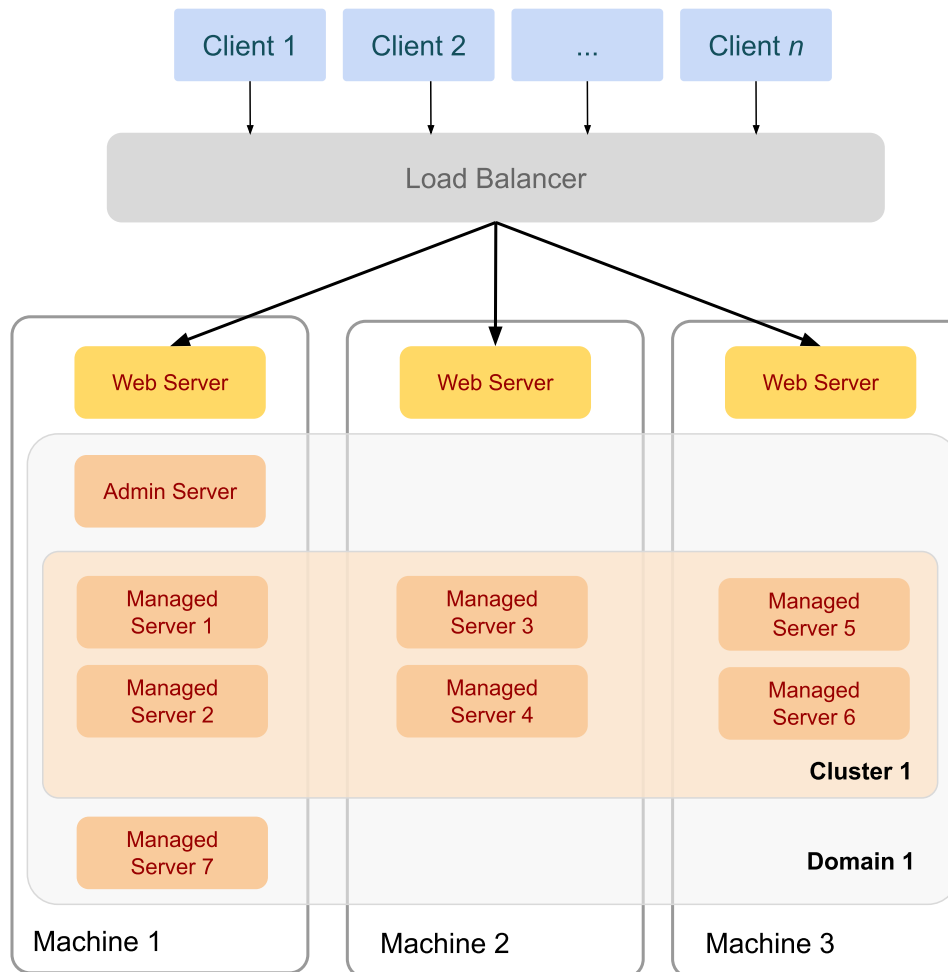 Client 1
Client 2
...
Client n
Load Balancer
Web Server
Web Server
Web Server
Admin Server
Managed
Server 1
Managed
Server 3
Managed
Server 5
Managed
Server 2
Managed
Server 4
Managed
Server 6
Cluster 1
Managed
Server 7
Domain 1
Machine 1
Machine 2
Machine 3